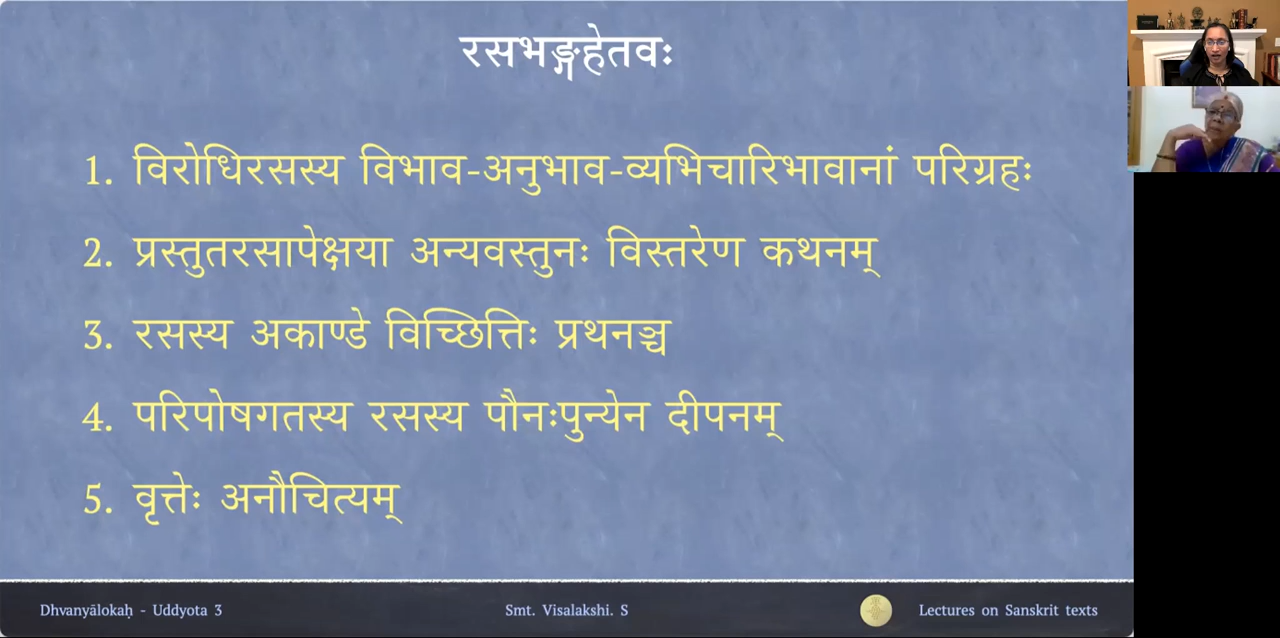 रसभङ्गहेतवः
1. विरोधिरसस्य विभाव-अनुभाव-व्यभिचारिभावानां परिग्रहः
2. प्रस्तुतरसापेक्षया अन्यवस्तुनः विस्तरेण कथनम्
3. रसस्य अकाण्डे विच्छित्तिः प्रथनञ्च
4. परिपोषगतस्य रसस्य पौनःपुन्येन दीपनम्
5. वृत्तेः अनौचित्यम्
Dhvanyālokaḥ - Uddyota 3
Smt. Visalakshi. S
Lectures on Sanskrit texts